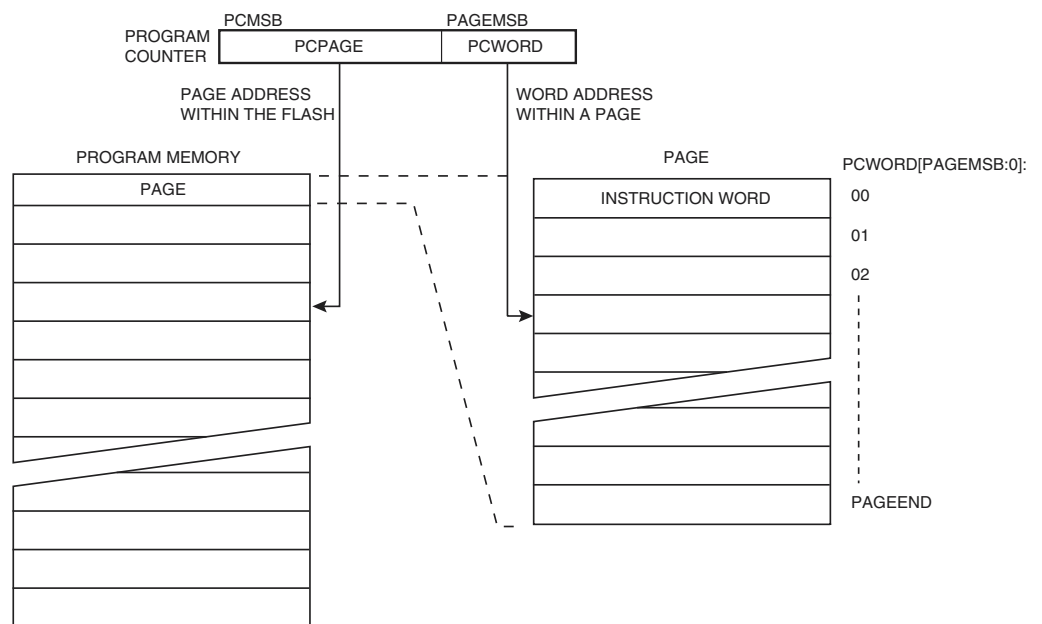 PCMSB
PAGEMSB
PROGRAM
COUNTER
PCPAGE
PCWORD
PAGE ADDRESS
WITHIN THE FLASH
WORD ADDRESS
WITHIN A PAGE
PROGRAM MEMORY
PAGE
PAGE
PCWORD[PAGEMSB:0]:
INSTRUCTION WORD
00
01
02
PAGEEND